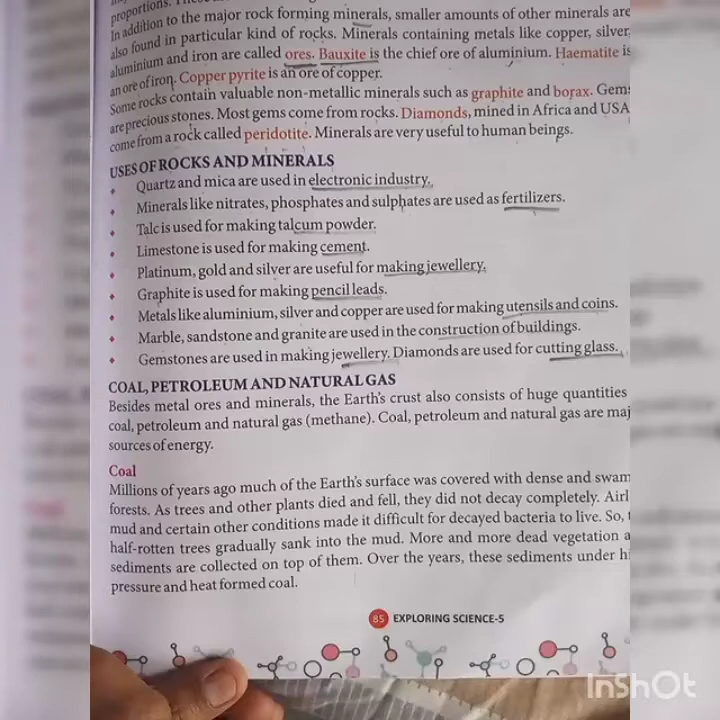 proportions.
In addition to the major rock forming minerals, smaller amounts of other minerals are
also found in particular kind of rocks. Minerals containing metals like copper, silver,
aluminium and iron are called ores. Bauxite is the chief ore of aluminium. Haematite is
an ore of iron. Copper pyrite is an ore of copper.
Some rocks contain valuable non-metallic minerals such as graphite and borax. Gems
are precious stones. Most gems come from rocks. Diamonds, mined in Africa and USA
come from a rock called peridotite. Minerals are very useful to human beings.
USES OF ROCKS AND MINERALS
Quartz and mica are used in electronic industry.
Minerals like nitrates, phosphates and sulphates are used as fertilizers.
Talc is used for making talcum powder.
Limestone is used for making cement.
Platinum, gold and silver are useful for making jewellery.
Graphite is used for making pencil leads.
Metals like aluminium, silver and copper are used for making utensils and coins.
Marble, sandstone and granite are used in the construction of buildings.
Gemstones are used in making jewellery. Diamonds are used for cutting glass.
COAL, PETROLEUM AND NATURAL GAS
Besides metal ores and minerals, the Earth's crust also consists of huge quantities
coal, petroleum and natural gas (methane). Coal, petroleum and natural gas are maj
sources of energy.
Coal
Millions of years ago much of the Earth's surface was covered with dense and swam
forests. As trees and other plants died and fell, they did not decay completely. Airl
mud and certain other conditions made it difficult for decayed bacteria to live. So, t
half-rotten trees gradually sank into the mud. More and more dead vegetation a
sediments are collected on top of them. Over the years, these sediments under hi
pressure and heat formed coal.
85 EXPLORING SCIENCE-5
InShOt